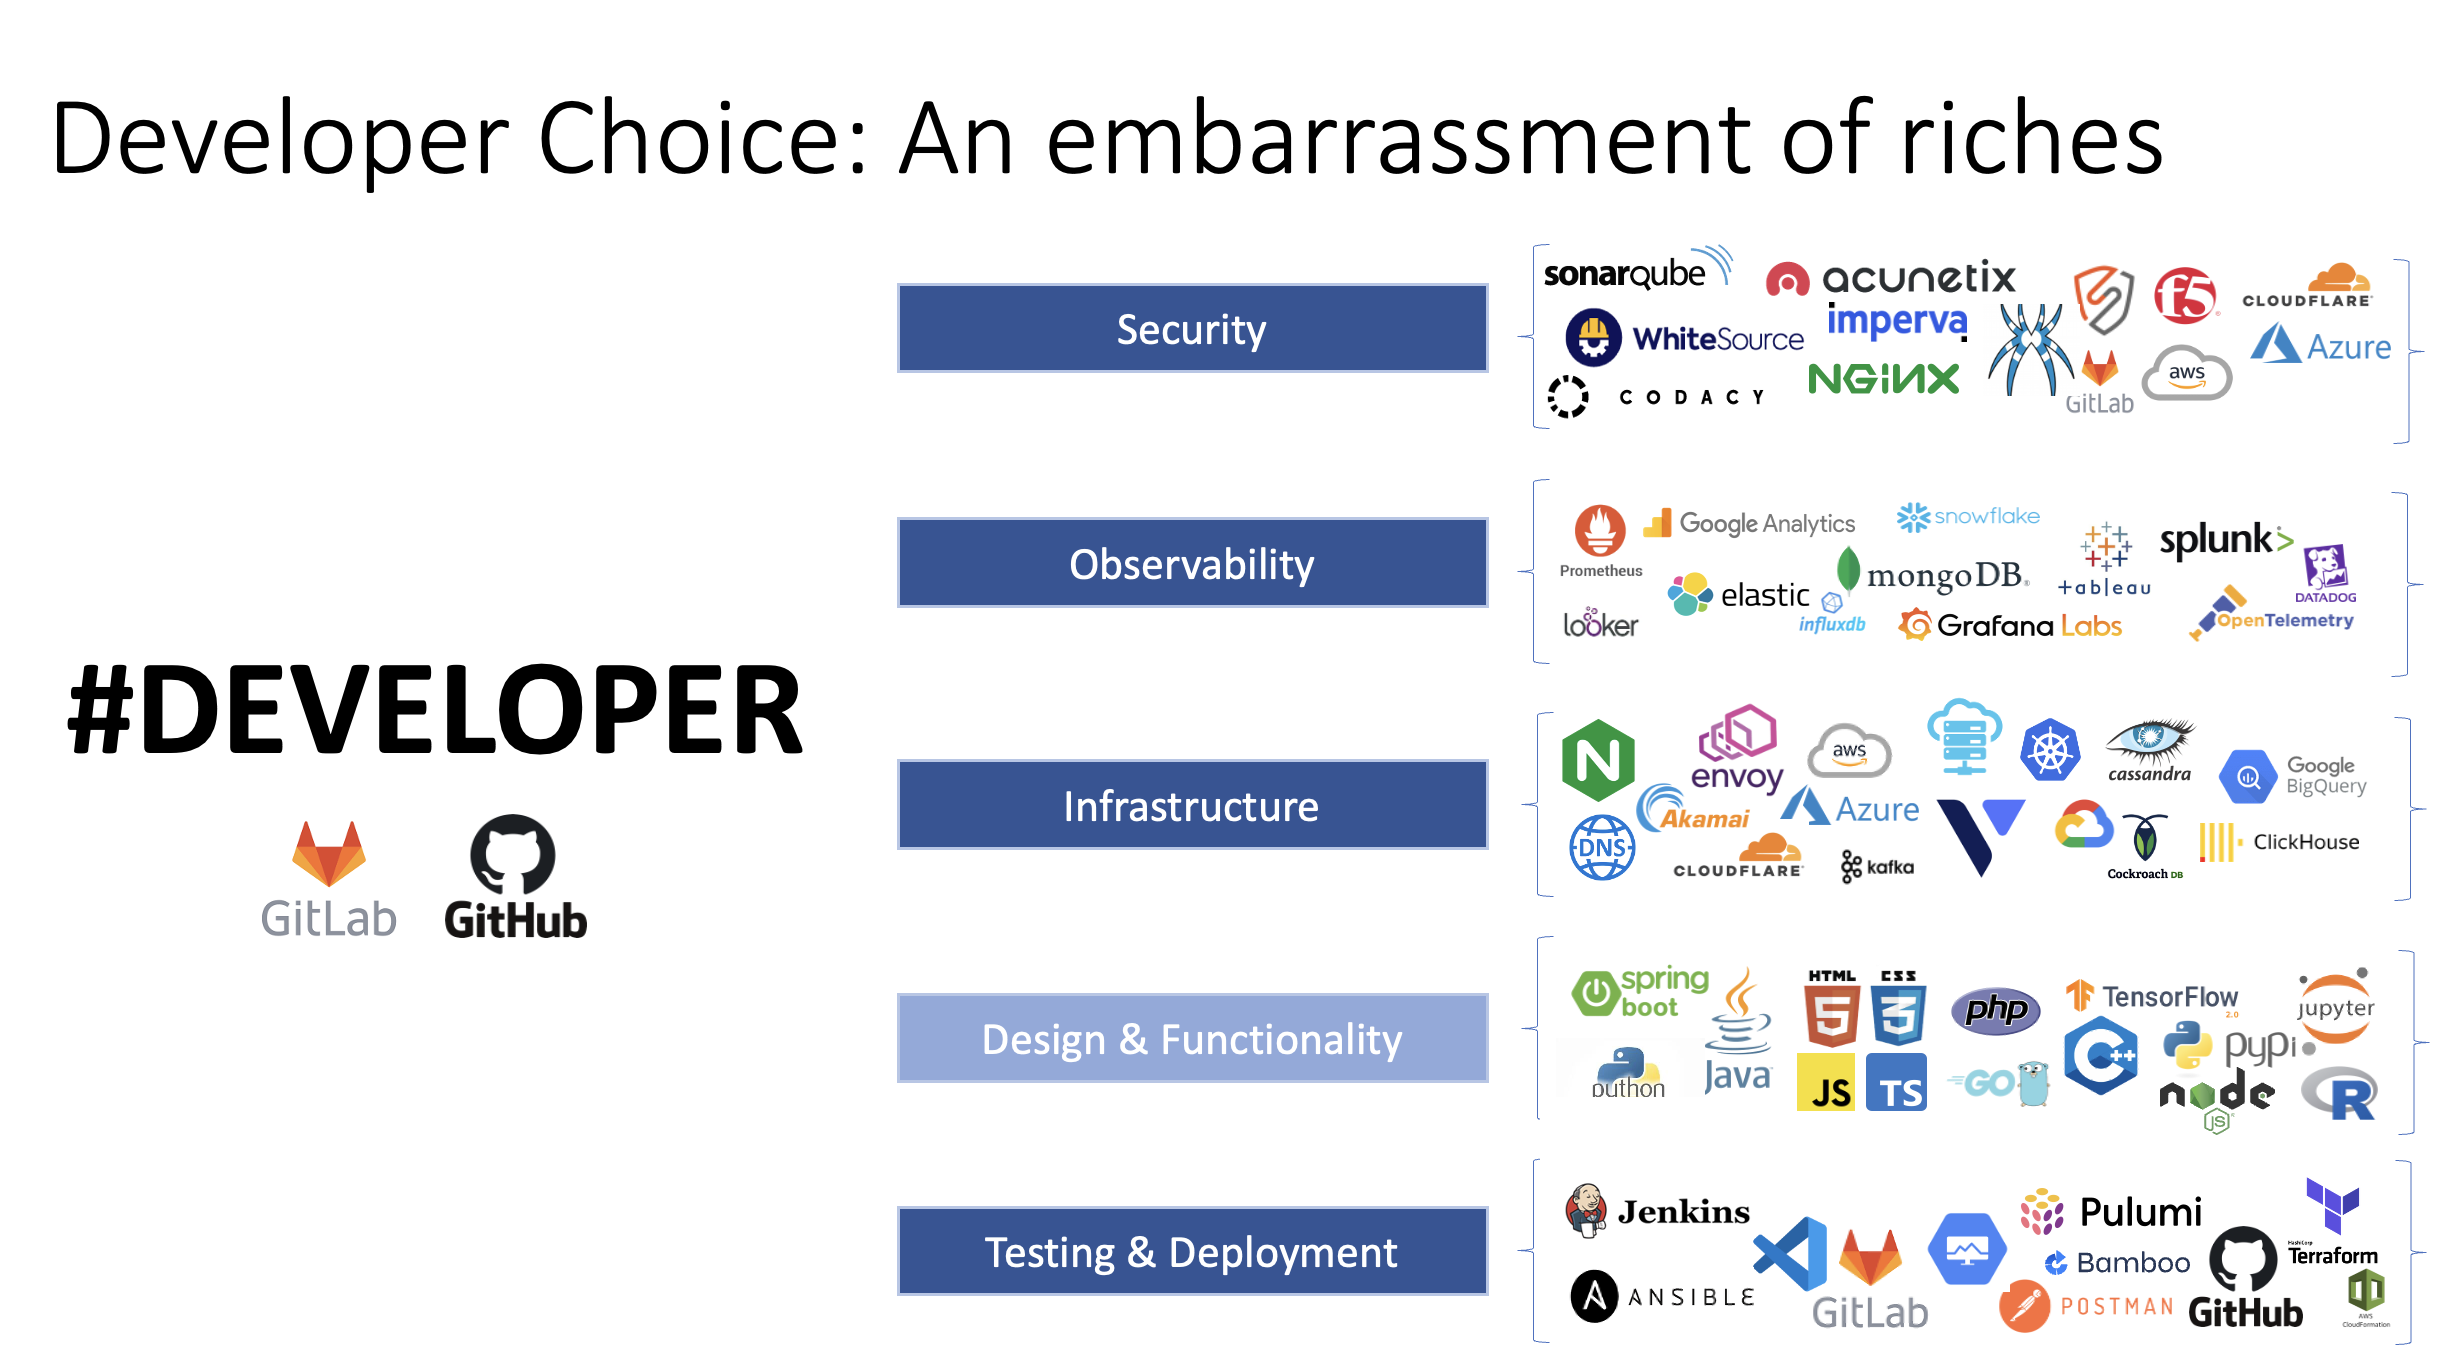 Developer Choice: An embarrassment of riches
Security
sonarqube
acunetix
f5
CLOUDFLARE
WhiteSource
imperva
Azure
CODACY
NGINX
GitLab
aws
Observability
Prometheus
Google Analytics
snowflake
+ableau
splunk>
DATADOG
looker
elastic
influxdb
mongoDB
Grafana Labs
OpenTelemetry
#DEVELOPER
GitLab
GitHub
Infrastructure
N
envoy
aws
cassandra
Google
BigQuery
DNS
Akamai
Azure
CLOUDFLARE
kafka
Cockroach DB
ClickHouse
Design & Functionality
spring
boot
Java
HTML
5
CSS
3
php
TensorFlow
2.0
jupyter
python
JS
TS
GO
C++
pypi
node
JS
R
Testing & Deployment
Jenkins
Pulumi
HashiCorp
Terraform
Bamboo
ANSIBLE
GitLab
POSTMAN
GitHub
AWS
CloudFormation